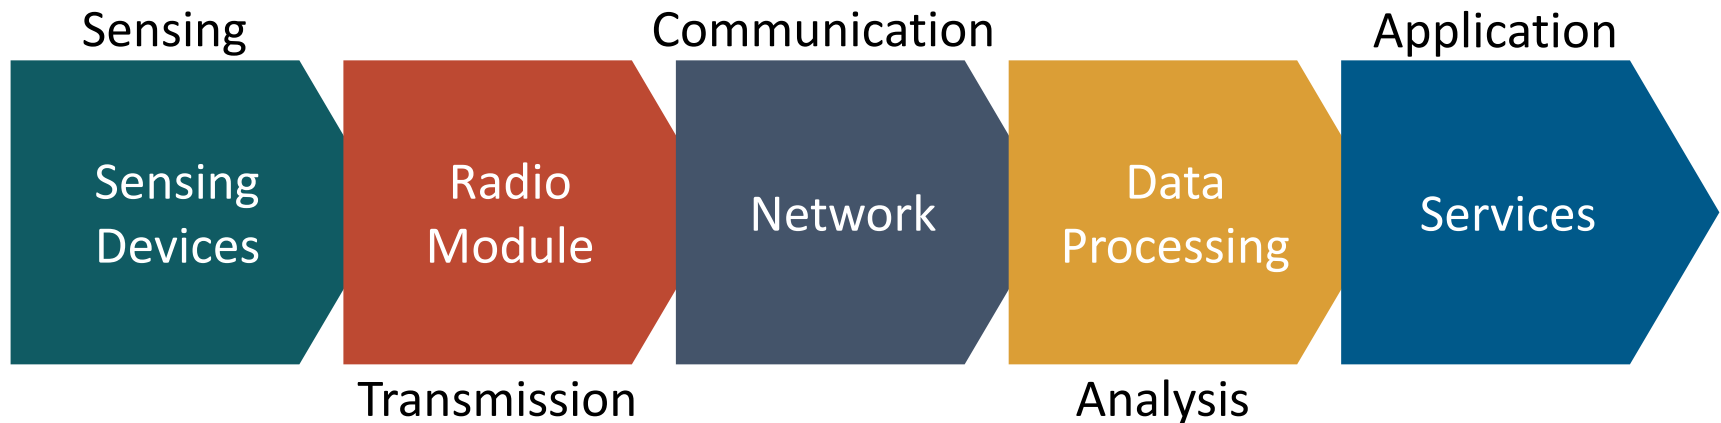 Sensing
Communication
Application
Sensing
Devices
Radio
Module
Network
Data
Processing
Services
Transmission
Analysis